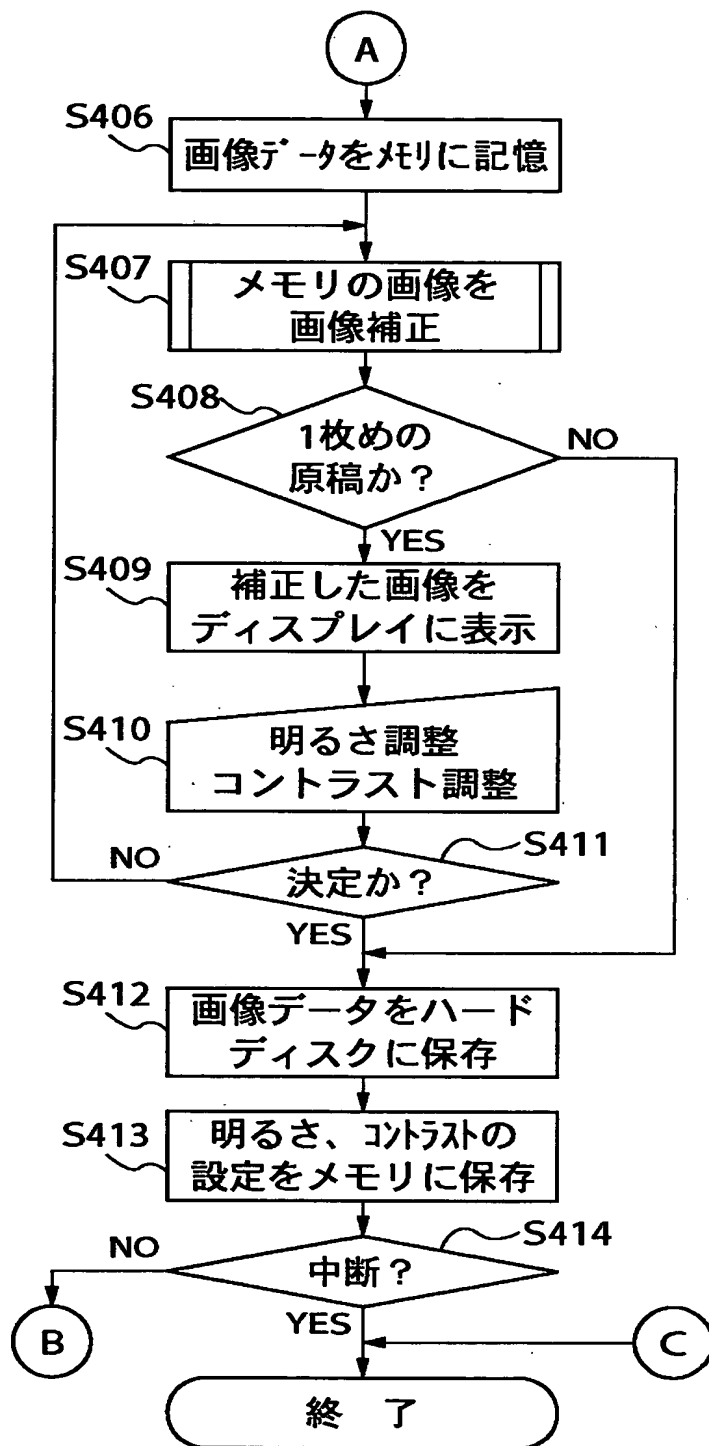 A
S406
画像ﾃﾞｰﾀをﾒﾓﾘに記憶
S407
メモリの画像を
画像補正
S408
1枚めの
原稿か？
NO
YES
S409
補正した画像を
ディスプレイに表示
S410
明るさ調整
コントラスト調整
NO
S411
決定か？
YES
S412
画像データをハード
ディスクに保存
S413
明るさ、ｺﾝﾄﾗｽﾄの
設定をメモリに保存
NO
S414
中断？
B
YES
C
終 了